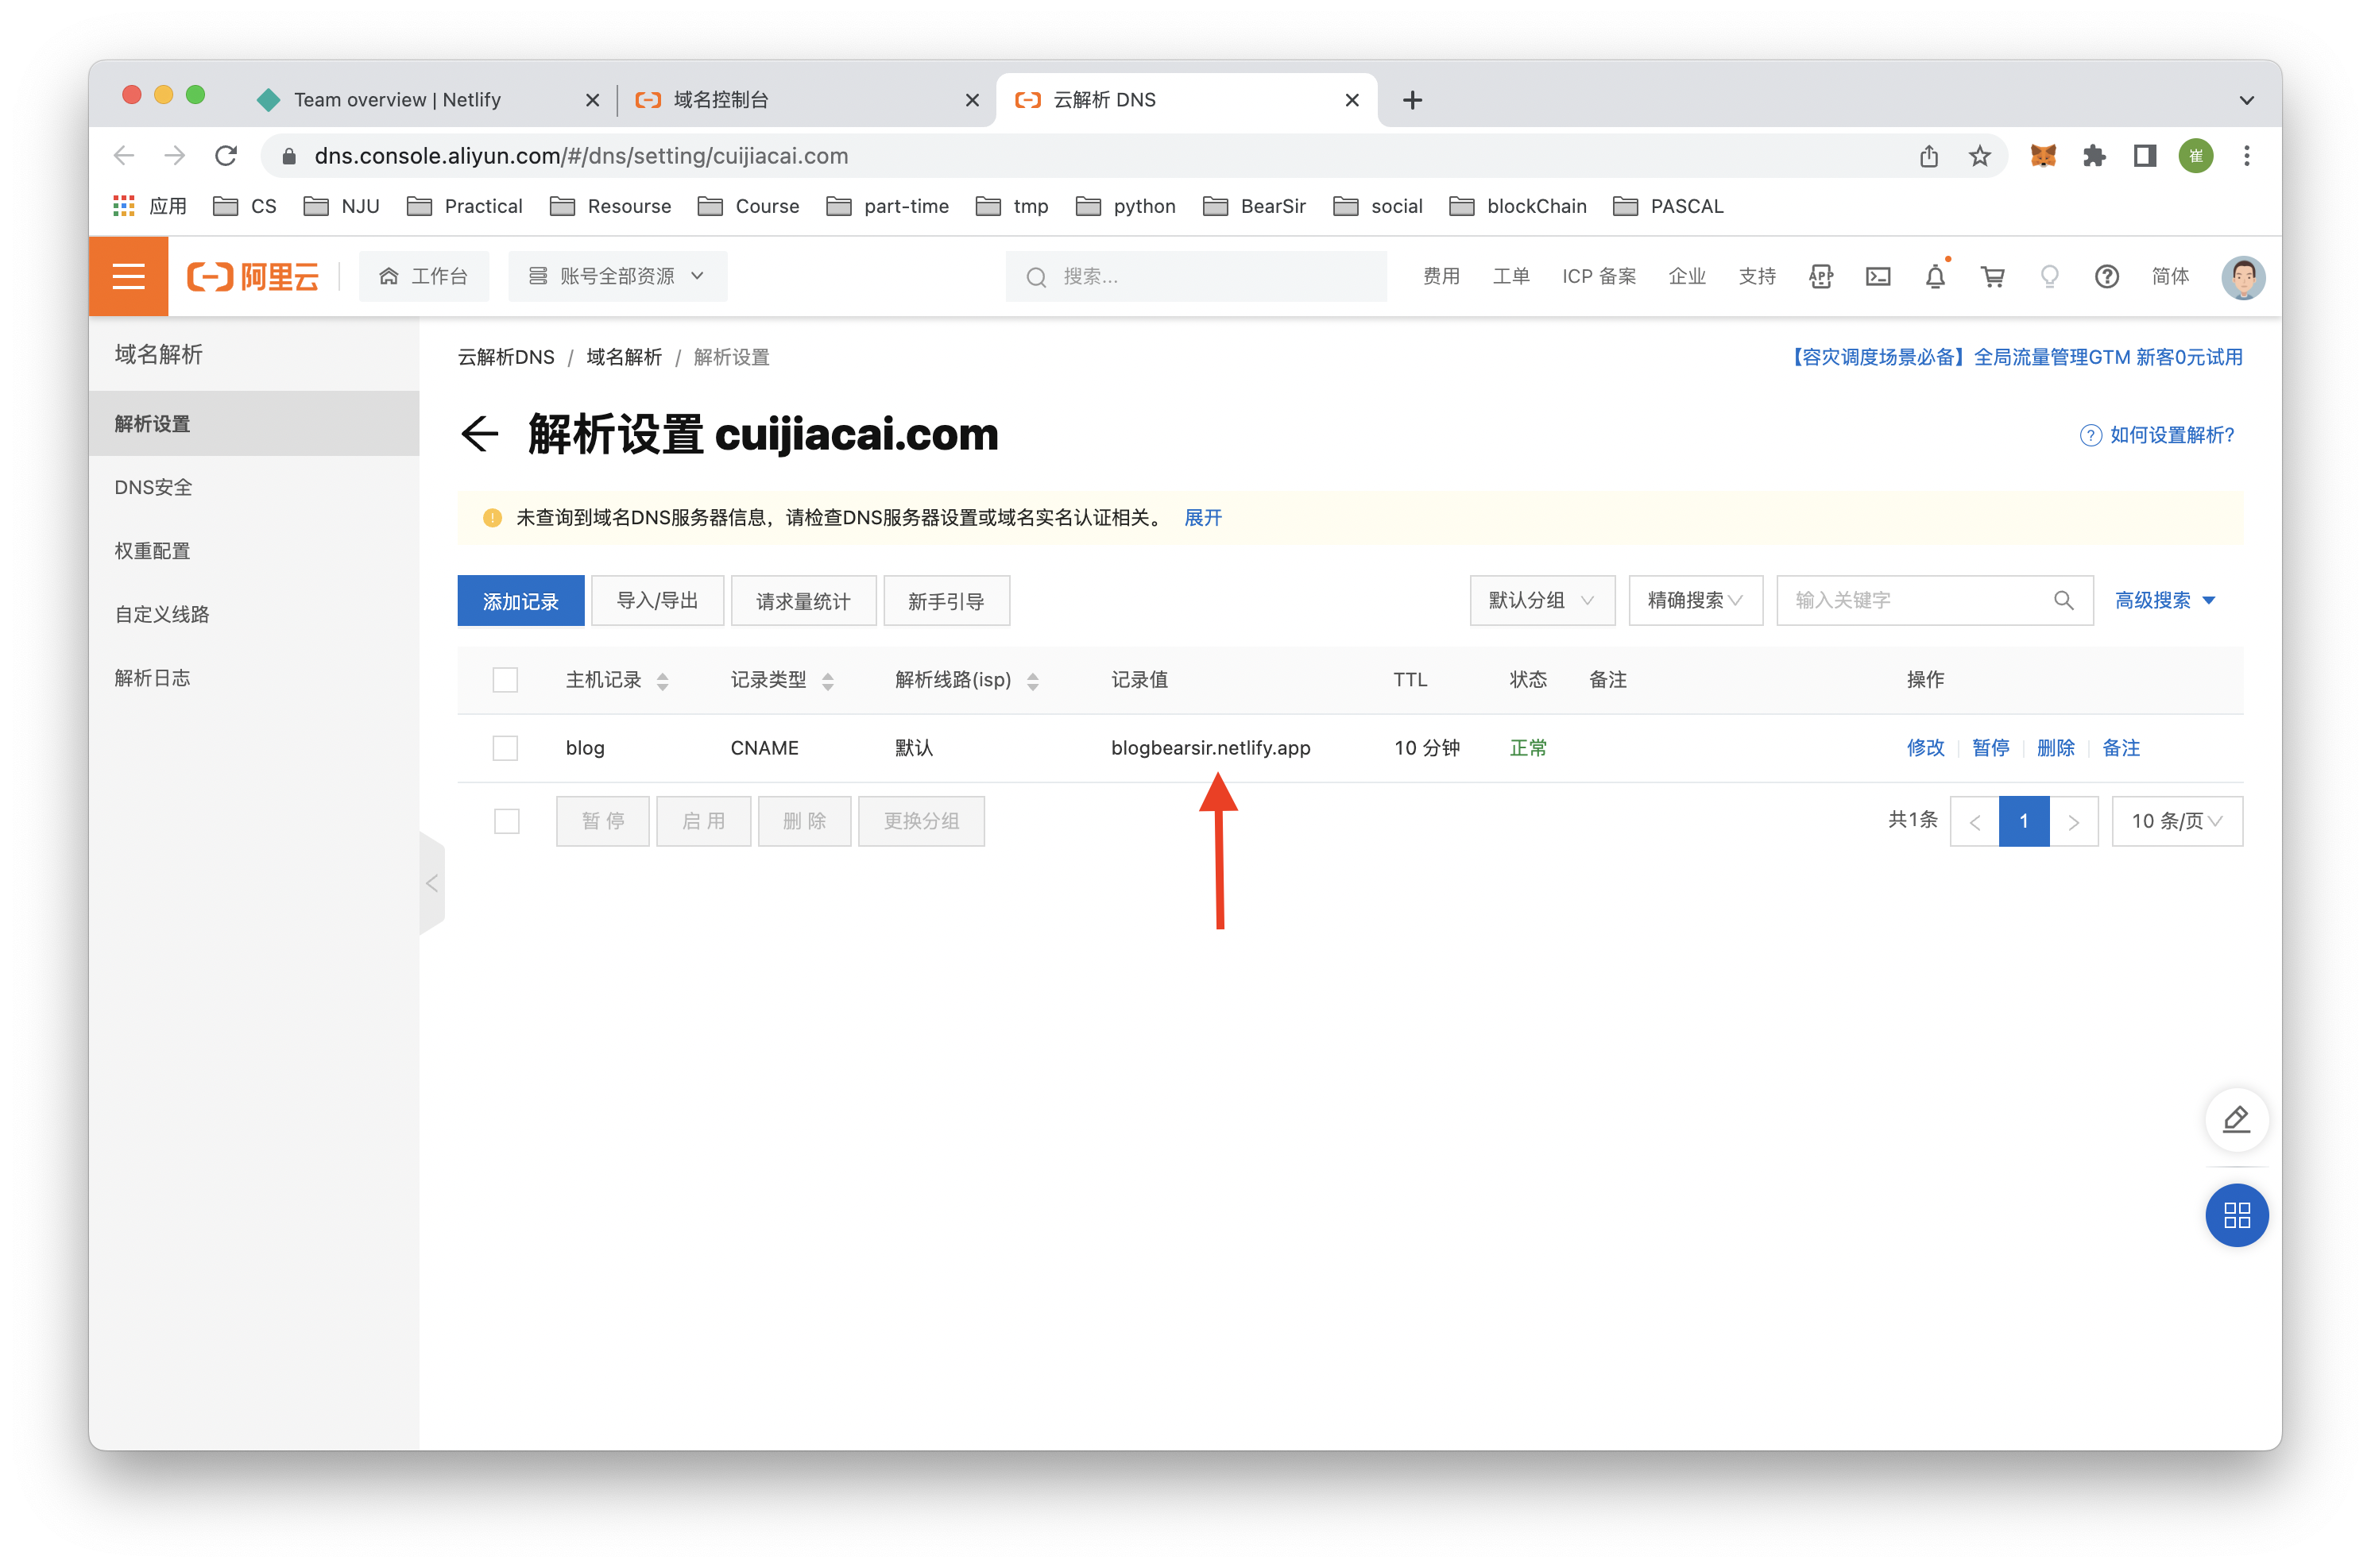 Team overview | Netlify
域名控制台
云解析 DNS
dns.console.aliyun.com/#/dns/setting/cuijiacai.com
崔
应用 CS NJU Practical Resourse Course part-time tmp python BearSir social blockChain PASCAL
阿里云 工作台 账号全部资源 搜索... 费用 工单 ICP 备案 企业 支持 APP 简体
域名解析
解析设置
DNS安全
权重配置
自定义线路
解析日志
云解析DNS / 域名解析 / 解析设置
【容灾调度场景必备】全局流量管理GTM 新客0元试用
解析设置 cuijiacai.com
如何设置解析?
未查询到域名DNS服务器信息，请检查DNS服务器设置或域名实名认证相关。 展开
添加记录 导入/导出 请求量统计 新手引导 默认分组 精确搜索 输入关键字 高级搜索
主机记录 记录类型 解析线路(isp) 记录值 TTL 状态 备注 操作
blog CNAME 默认 blogbearsir.netlify.app 10 分钟 正常 修改 暂停 删除 备注
暂 停 启 用 删 除 更换分组 共1条 < 1 > 10 条/页